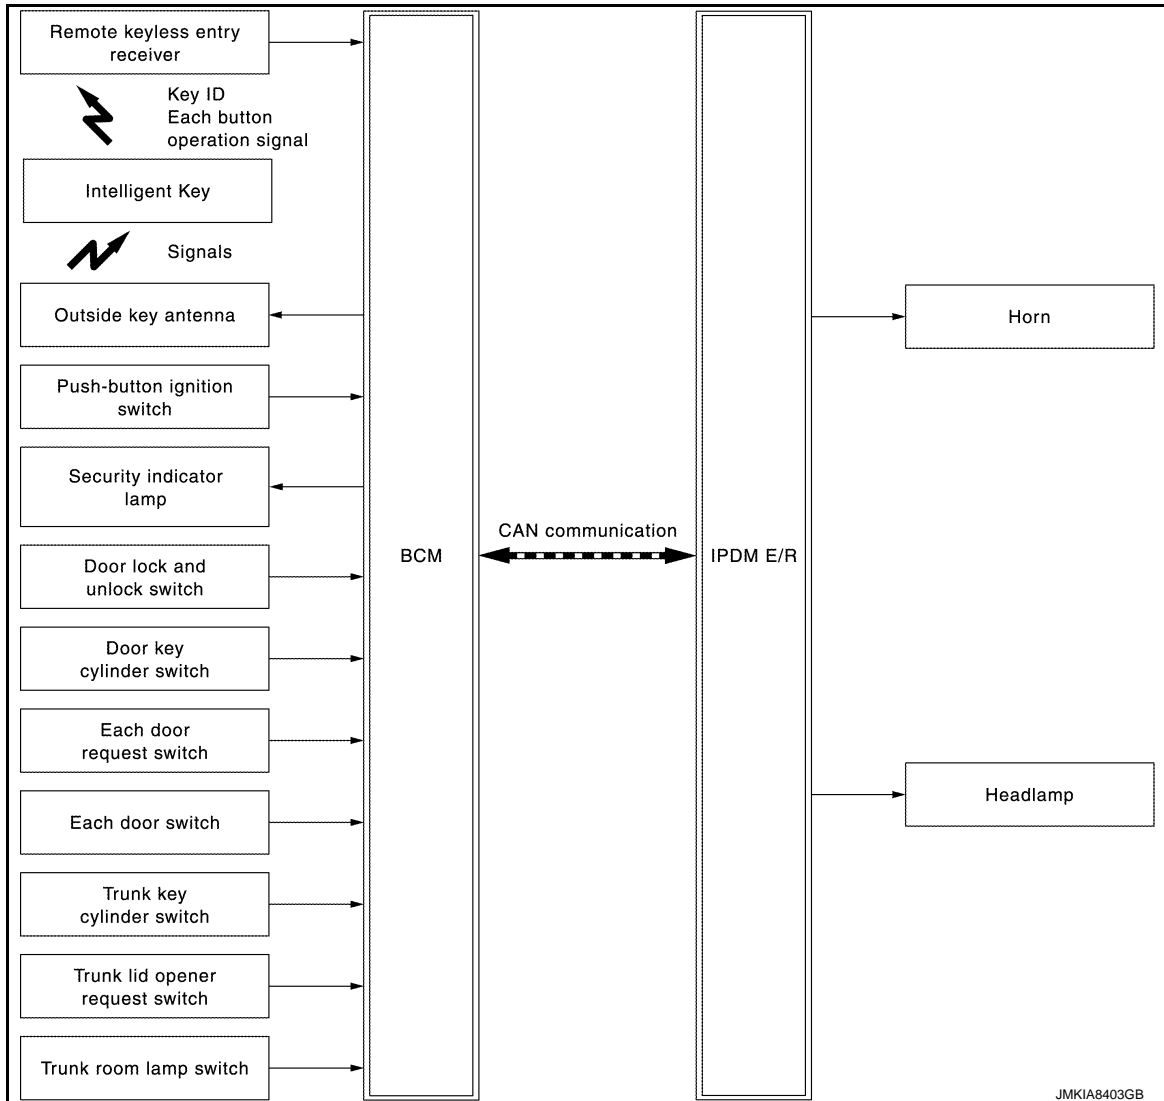 Remote keyless entry
receiver
Key ID
Each button
operation signal
Intelligent Key
Signals
Outside key antenna
Push-button ignition
switch
Security indicator
lamp
Door lock and
unlock switch
Door key
cylinder switch
Each door
request switch
Each door switch
Trunk key
cylinder switch
Trunk lid opener
request switch
Trunk room lamp switch
BCM
CAN communication
IPDM E/R
Horn
Headlamp
JMKIA8403GB